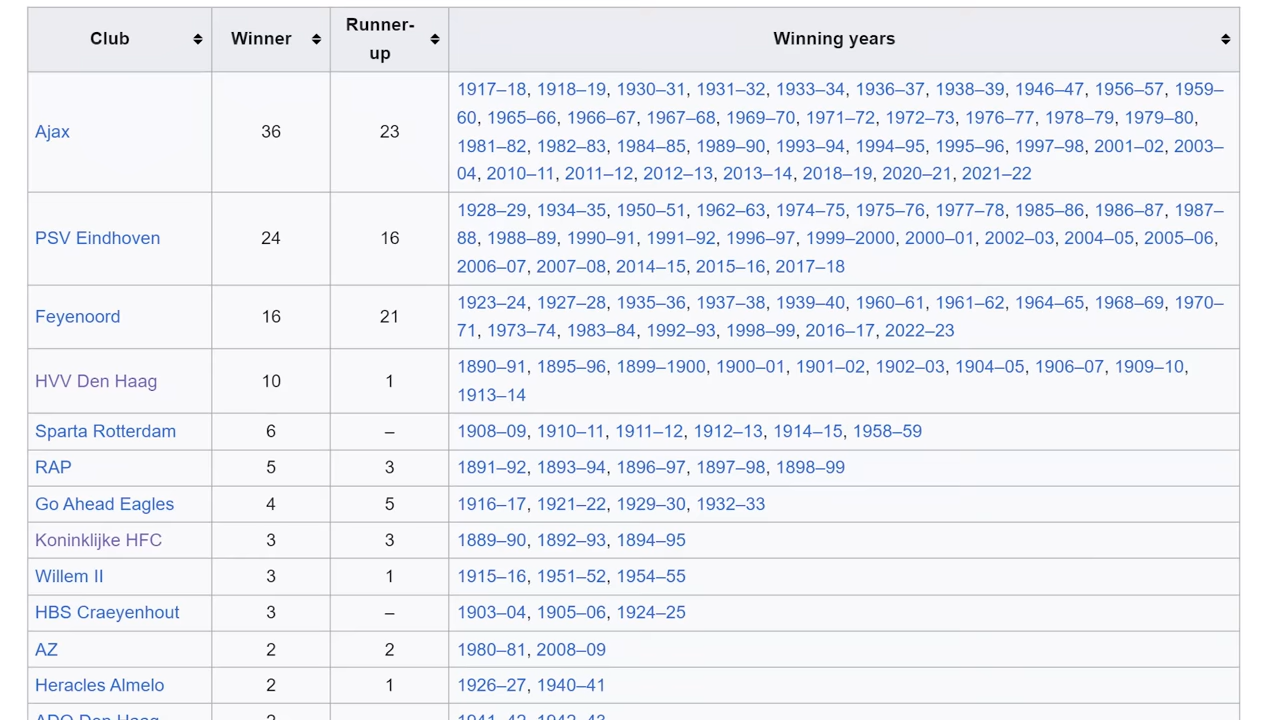 Club
Winner
Runner-
up
Winning years
Ajax
36
23
1917–18, 1918–19, 1930–31, 1931–32, 1933–34, 1936–37, 1938–39, 1946–47, 1956–57, 1959–
60, 1965–66, 1966–67, 1967–68, 1969–70, 1971–72, 1972–73, 1976–77, 1978–79, 1979–80,
1981–82, 1982–83, 1984–85, 1989–90, 1993–94, 1994–95, 1995–96, 1997–98, 2001–02, 2003–
04, 2010–11, 2011–12, 2012–13, 2013–14, 2018–19, 2020–21, 2021–22
PSV Eindhoven
24
16
1928–29, 1934–35, 1950–51, 1962–63, 1974–75, 1975–76, 1977–78, 1985–86, 1986–87, 1987–
88, 1988–89, 1990–91, 1991–92, 1996–97, 1999–2000, 2000–01, 2002–03, 2004–05, 2005–06,
2006–07, 2007–08, 2014–15, 2015–16, 2017–18
Feyenoord
16
21
1923–24, 1927–28, 1935–36, 1937–38, 1939–40, 1960–61, 1961–62, 1964–65, 1968–69, 1970–
71, 1973–74, 1983–84, 1992–93, 1998–99, 2016–17, 2022–23
HVV Den Haag
10
1
1890–91, 1895–96, 1899–1900, 1900–01, 1901–02, 1902–03, 1904–05, 1906–07, 1909–10,
1913–14
Sparta Rotterdam
6
–
1908–09, 1910–11, 1911–12, 1912–13, 1914–15, 1958–59
RAP
5
3
1891–92, 1893–94, 1896–97, 1897–98, 1898–99
Go Ahead Eagles
4
5
1916–17, 1921–22, 1929–30, 1932–33
Koninklijke HFC
3
3
1889–90, 1892–93, 1894–95
Willem II
3
1
1915–16, 1951–52, 1954–55
HBS Craeyenhout
3
–
1903–04, 1905–06, 1924–25
AZ
2
2
1980–81, 2008–09
Heracles Almelo
2
1
1926–27, 1940–41
ADO Den Haag
2
1941–42, 1942–43